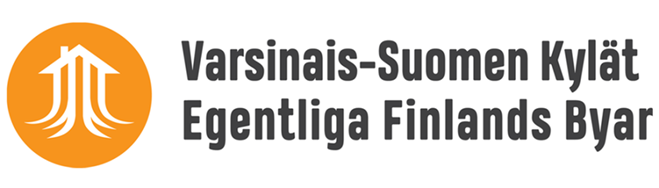 Varsinais-Suomen Kylät
Egentliga Finlands Byar